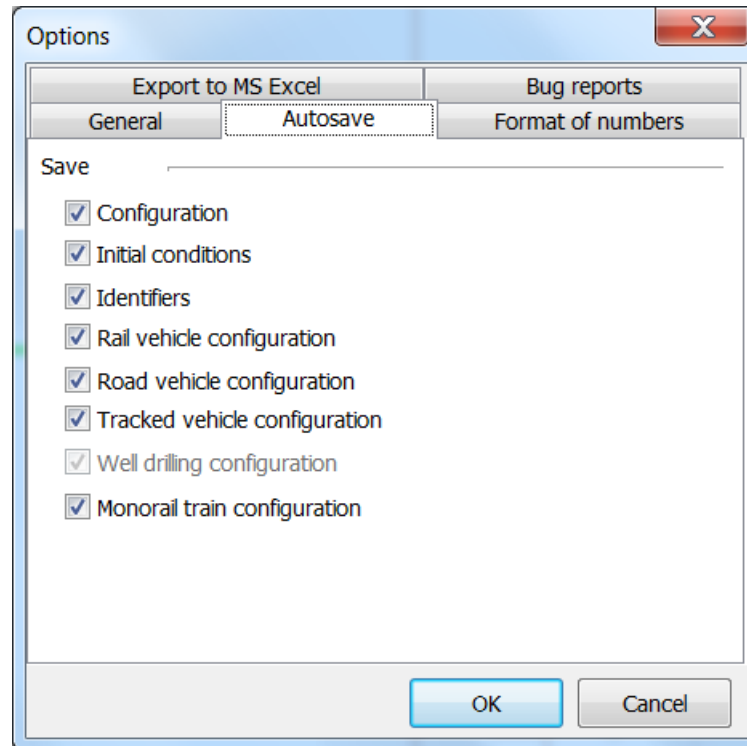 Options
Export to MS Excel Bug reports
General Autosave Format of numbers
Save
Configuration
Initial conditions
Identifiers
Rail vehicle configuration
Road vehicle configuration
Tracked vehicle configuration
Well drilling configuration
Monorail train configuration
OK Cancel